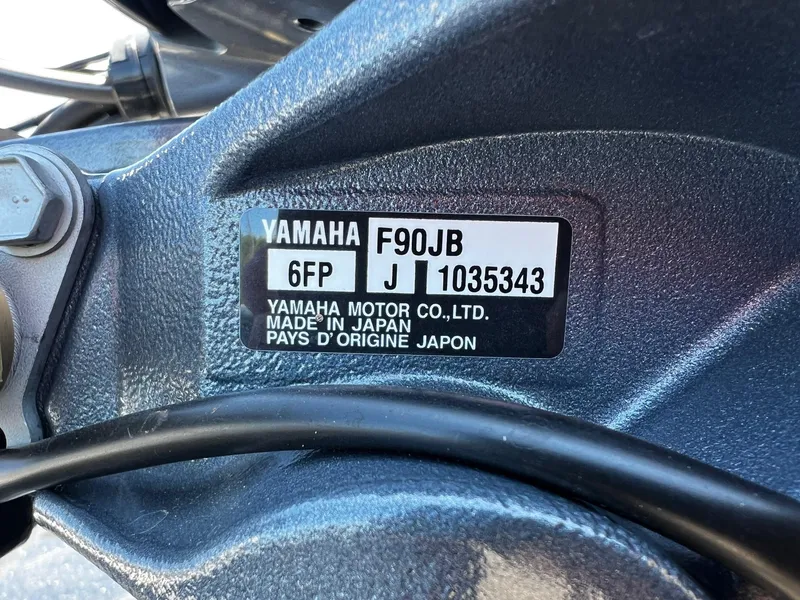 YAMAHA F90JB
6FP J 1035343
YAMAHA MOTOR CO.,LTD.
MADE IN JAPAN
PAYS D'ORIGINE JAPON